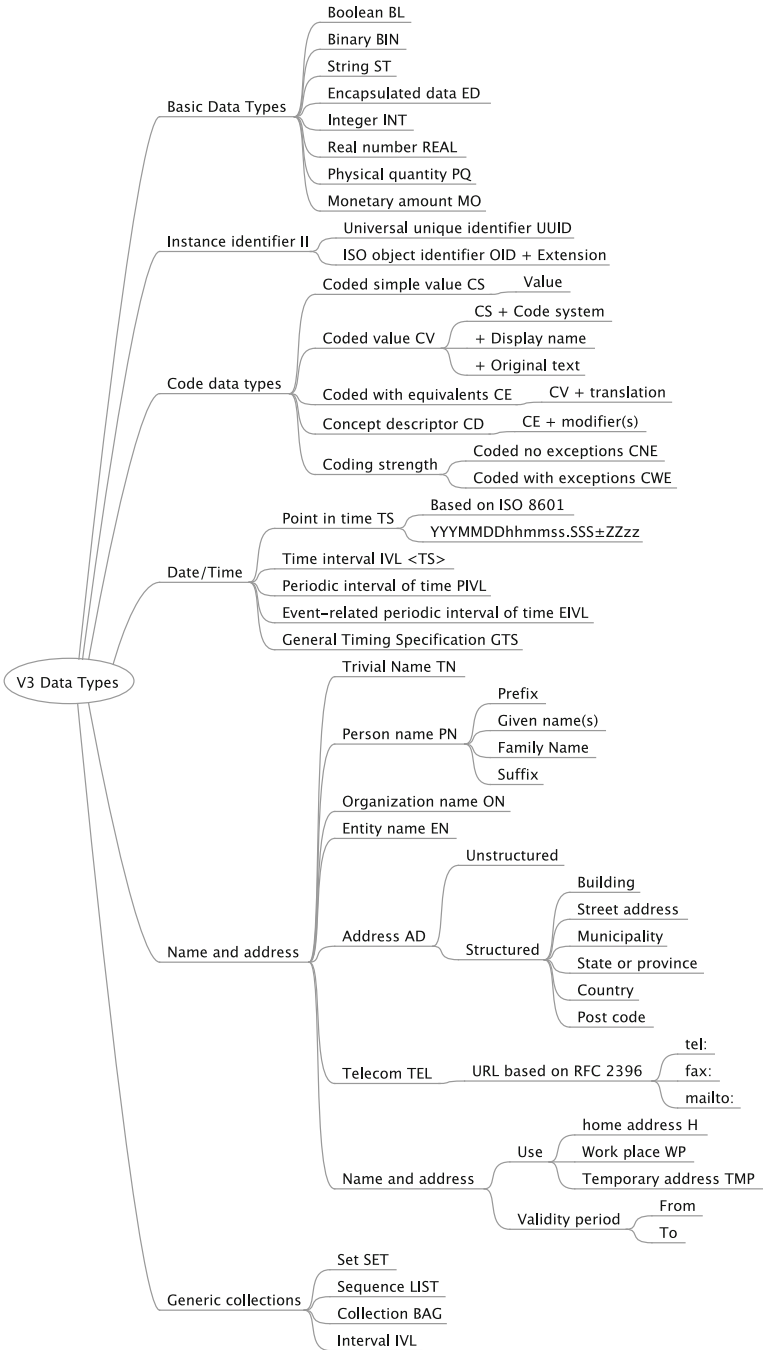 Boolean BL
Binary BIN
String ST
Encapsulated data ED
Basic Data Types
Integer INT
Real number REAL
Physical quantity PQ
Monetary amount MO
Universal unique identifier UUID
Instance identifier II
ISO object identifier OID + Extension
Coded simple value CS
Value
CS + Code system
Coded value CV
+ Display name
+ Original text
Code data types
Coded with equivalents CE
CV + translation
Concept descriptor CD
CE + modifier(s)
Coded no exceptions CNE
Coding strength
Coded with exceptions CWE
Based on ISO 8601
Point in time TS
YYYMMDDhhmmss.SSS±ZZzz
Date/Time
Time interval IVL <TS>
Periodic interval of time PIVL
Event-related periodic interval of time EIVL
General Timing Specification GTS
V3 Data Types
Trivial Name TN
Prefix
Person name PN
Given name(s)
Family Name
Suffix
Organization name ON
Entity name EN
Unstructured
Address AD
Building
Street address
Municipality
Structured
State or province
Country
Post code
Name and address
tel:
Telecom TEL
URL based on RFC 2396
fax:
mailto:
home address H
Use
Work place WP
Temporary address TMP
Name and address
From
Validity period
To
Set SET
Sequence LIST
Generic collections
Collection BAG
Interval IVL